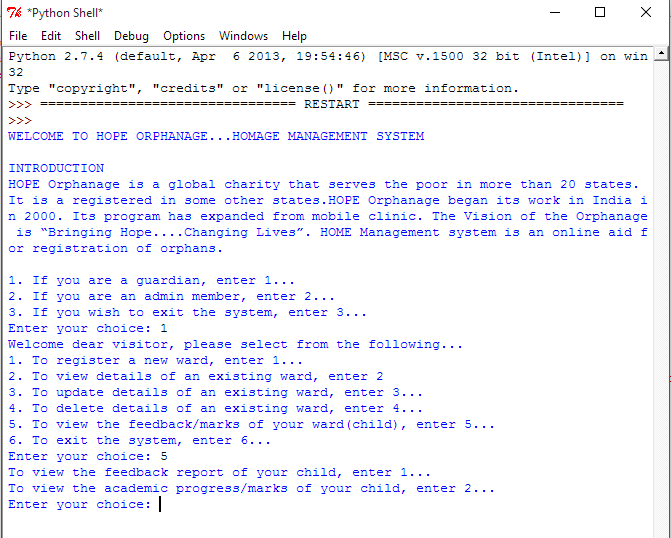 *Python Shell*
File Edit Shell Debug Options Windows Help
Python 2.7.4 (default, Apr  6 2013, 19:54:46) [MSC v.1500 32 bit (Intel)] on win
32
Type "copyright", "credits" or "license()" for more information.
>>> ================================ RESTART ================================
>>>
WELCOME TO HOPE ORPHANAGE...HOMAGE MANAGEMENT SYSTEM
INTRODUCTION
HOPE Orphanage is a global charity that serves the poor in more than 20 states.
It is a registered in some other states.HOPE Orphanage began its work in India i
n 2000. Its program has expanded from mobile clinic. The Vision of the Orphanage
 is “Bringing Hope....Changing Lives”. HOME Management system is an online aid f
or registration of orphans.
1. If you are a guardian, enter 1...
2. If you are an admin member, enter 2...
3. If you wish to exit the system, enter 3...
Enter your choice: 1
Welcome dear visitor, please select from the following...
1. To register a new ward, enter 1...
2. To view details of an existing ward, enter 2
3. To update details of an existing ward, enter 3...
4. To delete details of an existing ward, enter 4...
5. To view the feedback/marks of your ward(child), enter 5...
6. To exit the system, enter 6...
Enter your choice: 5
To view the feedback report of your child, enter 1...
To view the academic progress/marks of your child, enter 2...
Enter your choice: